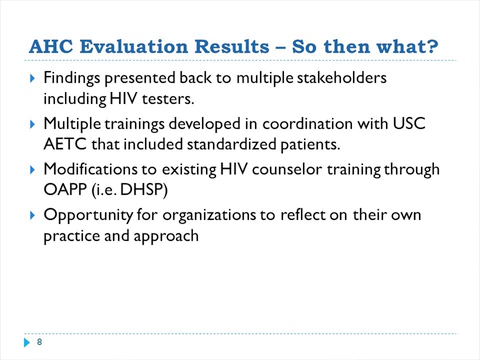 AHC Evaluation Results – So then what?
Findings presented back to multiple stakeholders
including HIV testers.
Multiple trainings developed in coordination with USC
AETC that included standardized patients.
Modifications to existing HIV counselor training through
OAPP (i.e. DHSP)
Opportunity for organizations to reflect on their own
practice and approach
8